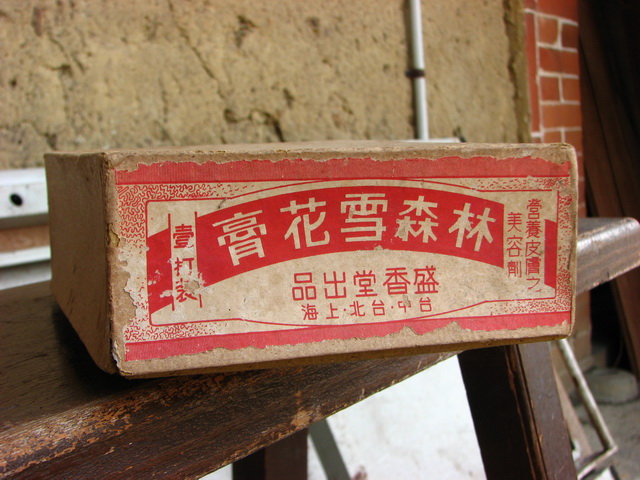 營養皮膚之
美容劑
林森雪花膏
盛香堂出品
台中·台北·上海
壹打裝